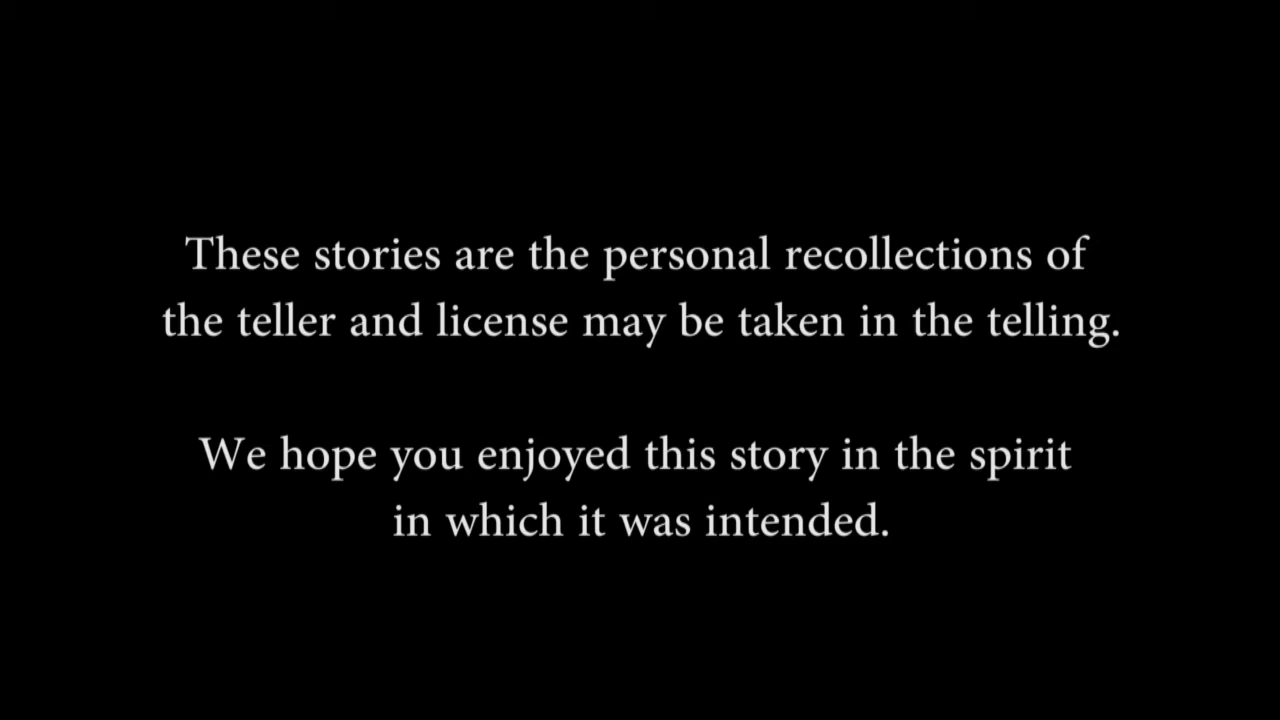 These stories are the personal recollections of
the teller and license may be taken in the telling.
We hope you enjoyed this story in the spirit
in which it was intended.